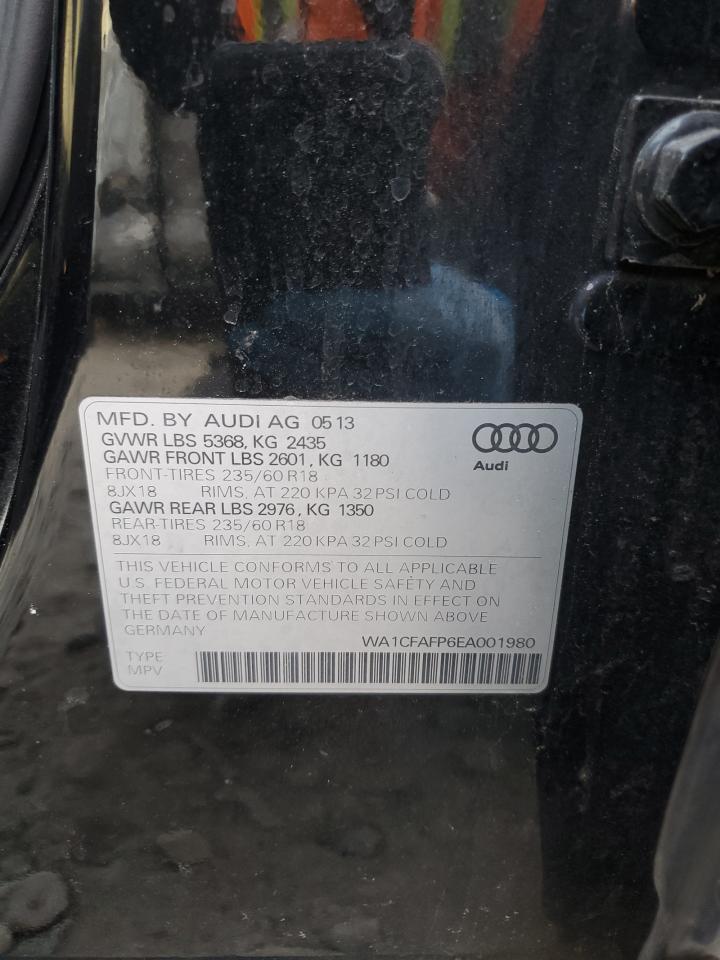 MFD. BY AUDI AG 05 13
GVWR LBS 5368, KG 2435
GAWR FRONT LBS 2601, KG 1180
FRONT-TIRES 235/60 R18
8JX18 RIMS, AT 220 KPA 32 PSI COLD
GAWR REAR LBS 2976, KG 1350
REAR-TIRES 235/60 R18
8JX18 RIMS, AT 220 KPA 32 PSI COLD
Audi
THIS VEHICLE CONFORMS TO ALL APPLICABLE
U.S. FEDERAL MOTOR VEHICLE SAFETY AND
THEFT PREVENTION STANDARDS IN EFFECT ON
THE DATE OF MANUFACTURE SHOWN ABOVE
GERMANY
WA1CFAFP6EA001980
TYPE
MPV